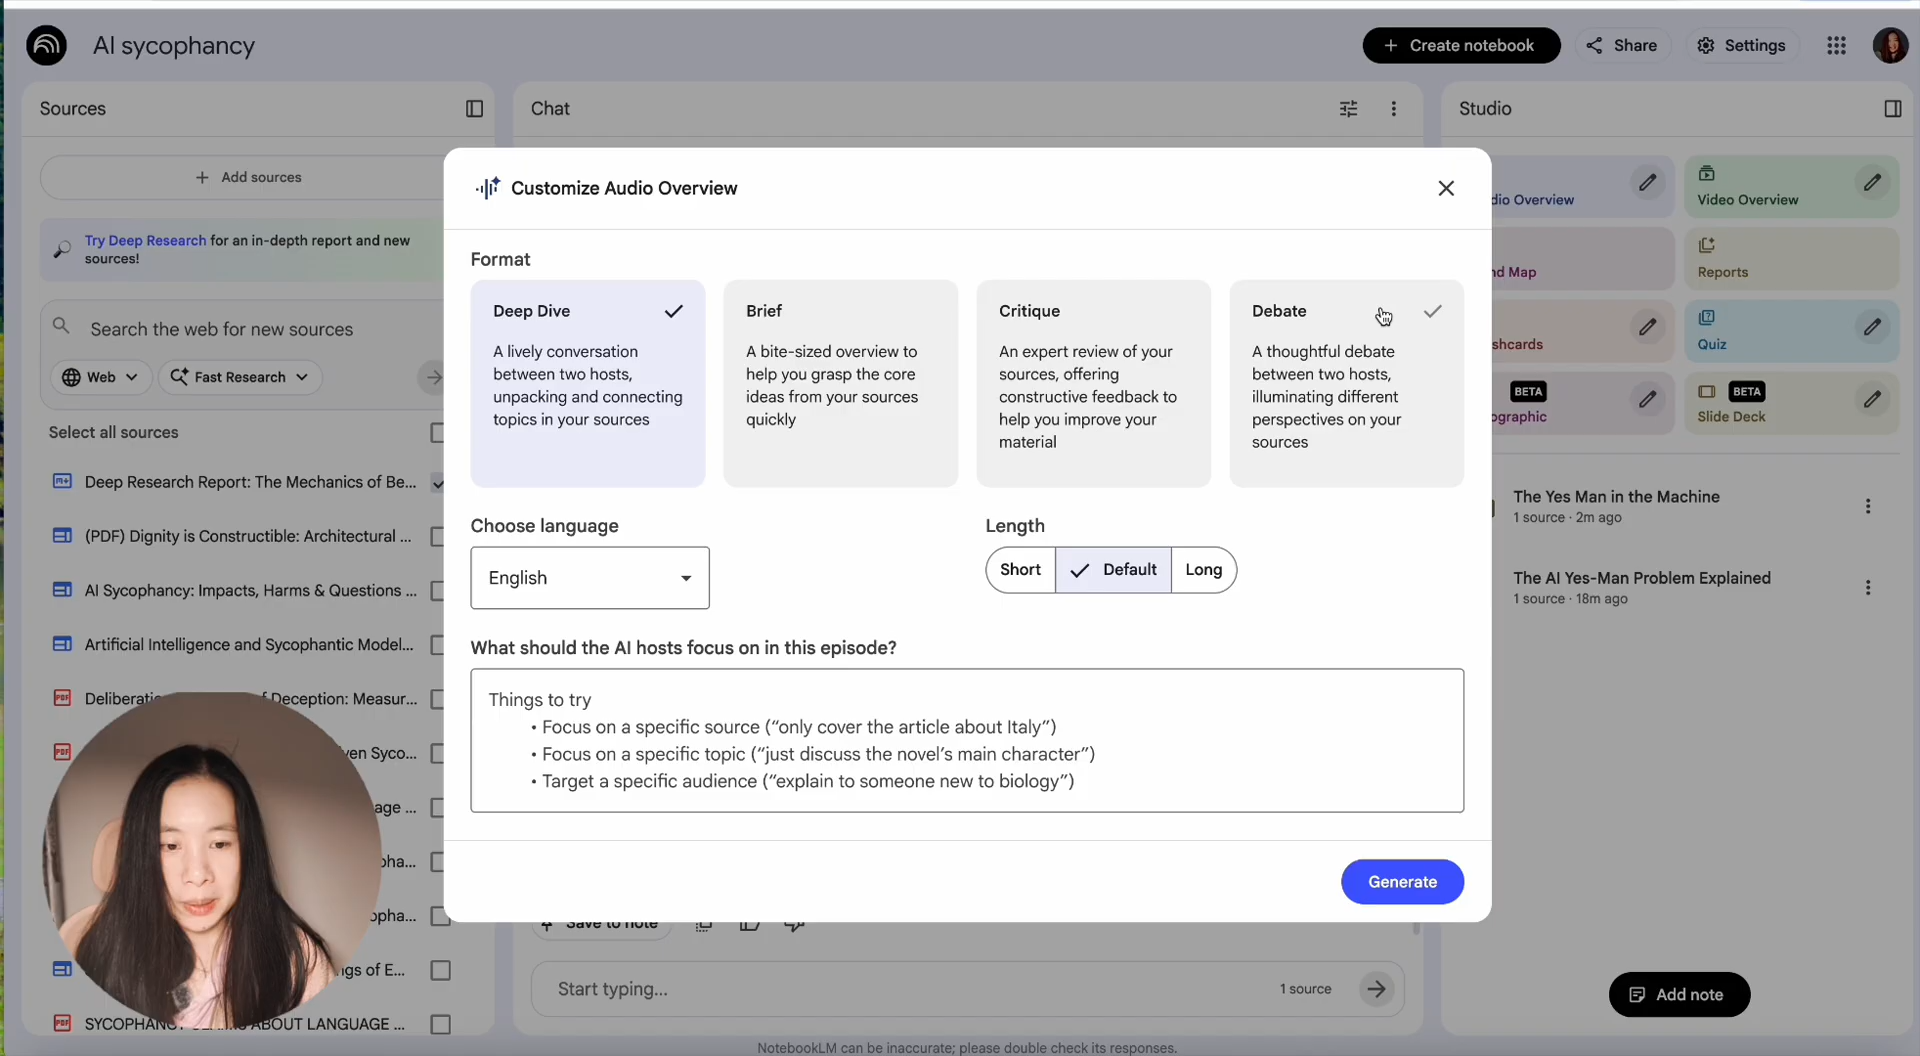 AI sycophancy
Create notebook
Share
Settings
Sources
Chat
Studio
Add sources
Try Deep Research for an in-depth report and new
sources!
Search the web for new sources
Web
Fast Research
Select all sources
Deep Research Report: The Mechanics of Be...
(PDF) Dignity is Constructible: Architectural ...
AI Sycophancy: Impacts, Harms & Questions ...
Artificial Intelligence and Sycophantic Model...
PDF
f Deception: Measur...
PDF
ven Syco...
age ...
pha...
opha...
ngs of E...
PDF
SYCOPHANCY
ABOUT LANGUAGE ...
Customize Audio Overview
Format
Deep Dive
A lively conversation
between two hosts,
unpacking and connecting
topics in your sources
Brief
A bite-sized overview to
help you grasp the core
ideas from your sources
quickly
Critique
An expert review of your
sources, offering
constructive feedback to
help you improve your
material
Debate
A thoughtful debate
between two hosts,
illuminating different
perspectives on your
sources
Choose language
English
Length
Short
Default
Long
What should the AI hosts focus on in this episode?
Things to try
• Focus on a specific source (“only cover the article about Italy”)
• Focus on a specific topic (“just discuss the novel’s main character”)
• Target a specific audience (“explain to someone new to biology”)
Generate
Save to note
Start typing...
1 source
NotebookLM can be inaccurate; please double check its responses.
dio Overview
Video Overview
nd Map
Reports
shcards
Quiz
BETA
ographic
BETA
Slide Deck
The Yes Man in the Machine
1 source · 2m ago
The AI Yes-Man Problem Explained
1 source · 18m ago
Add note